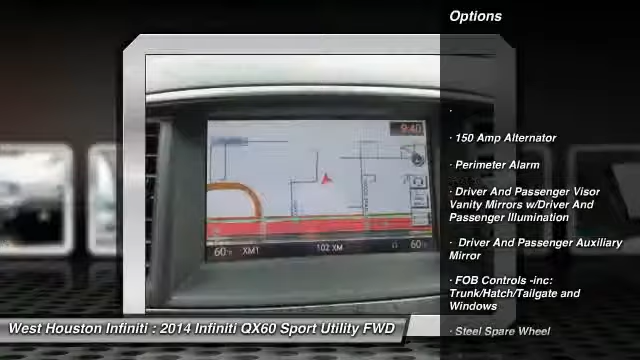 Options
· 150 Amp Alternator
· Perimeter Alarm
· Driver And Passenger Visor
Vanity Mirrors w/Driver And
Passenger Illumination
· Driver And Passenger Auxiliary
Mirror
· FOB Controls -inc:
Trunk/Hatch/Tailgate and
Windows
· Steel Spare Wheel
9:40
60° XM1 102 XM 60°
West Houston Infiniti : 2014 Infiniti QX60 Sport Utility FWD